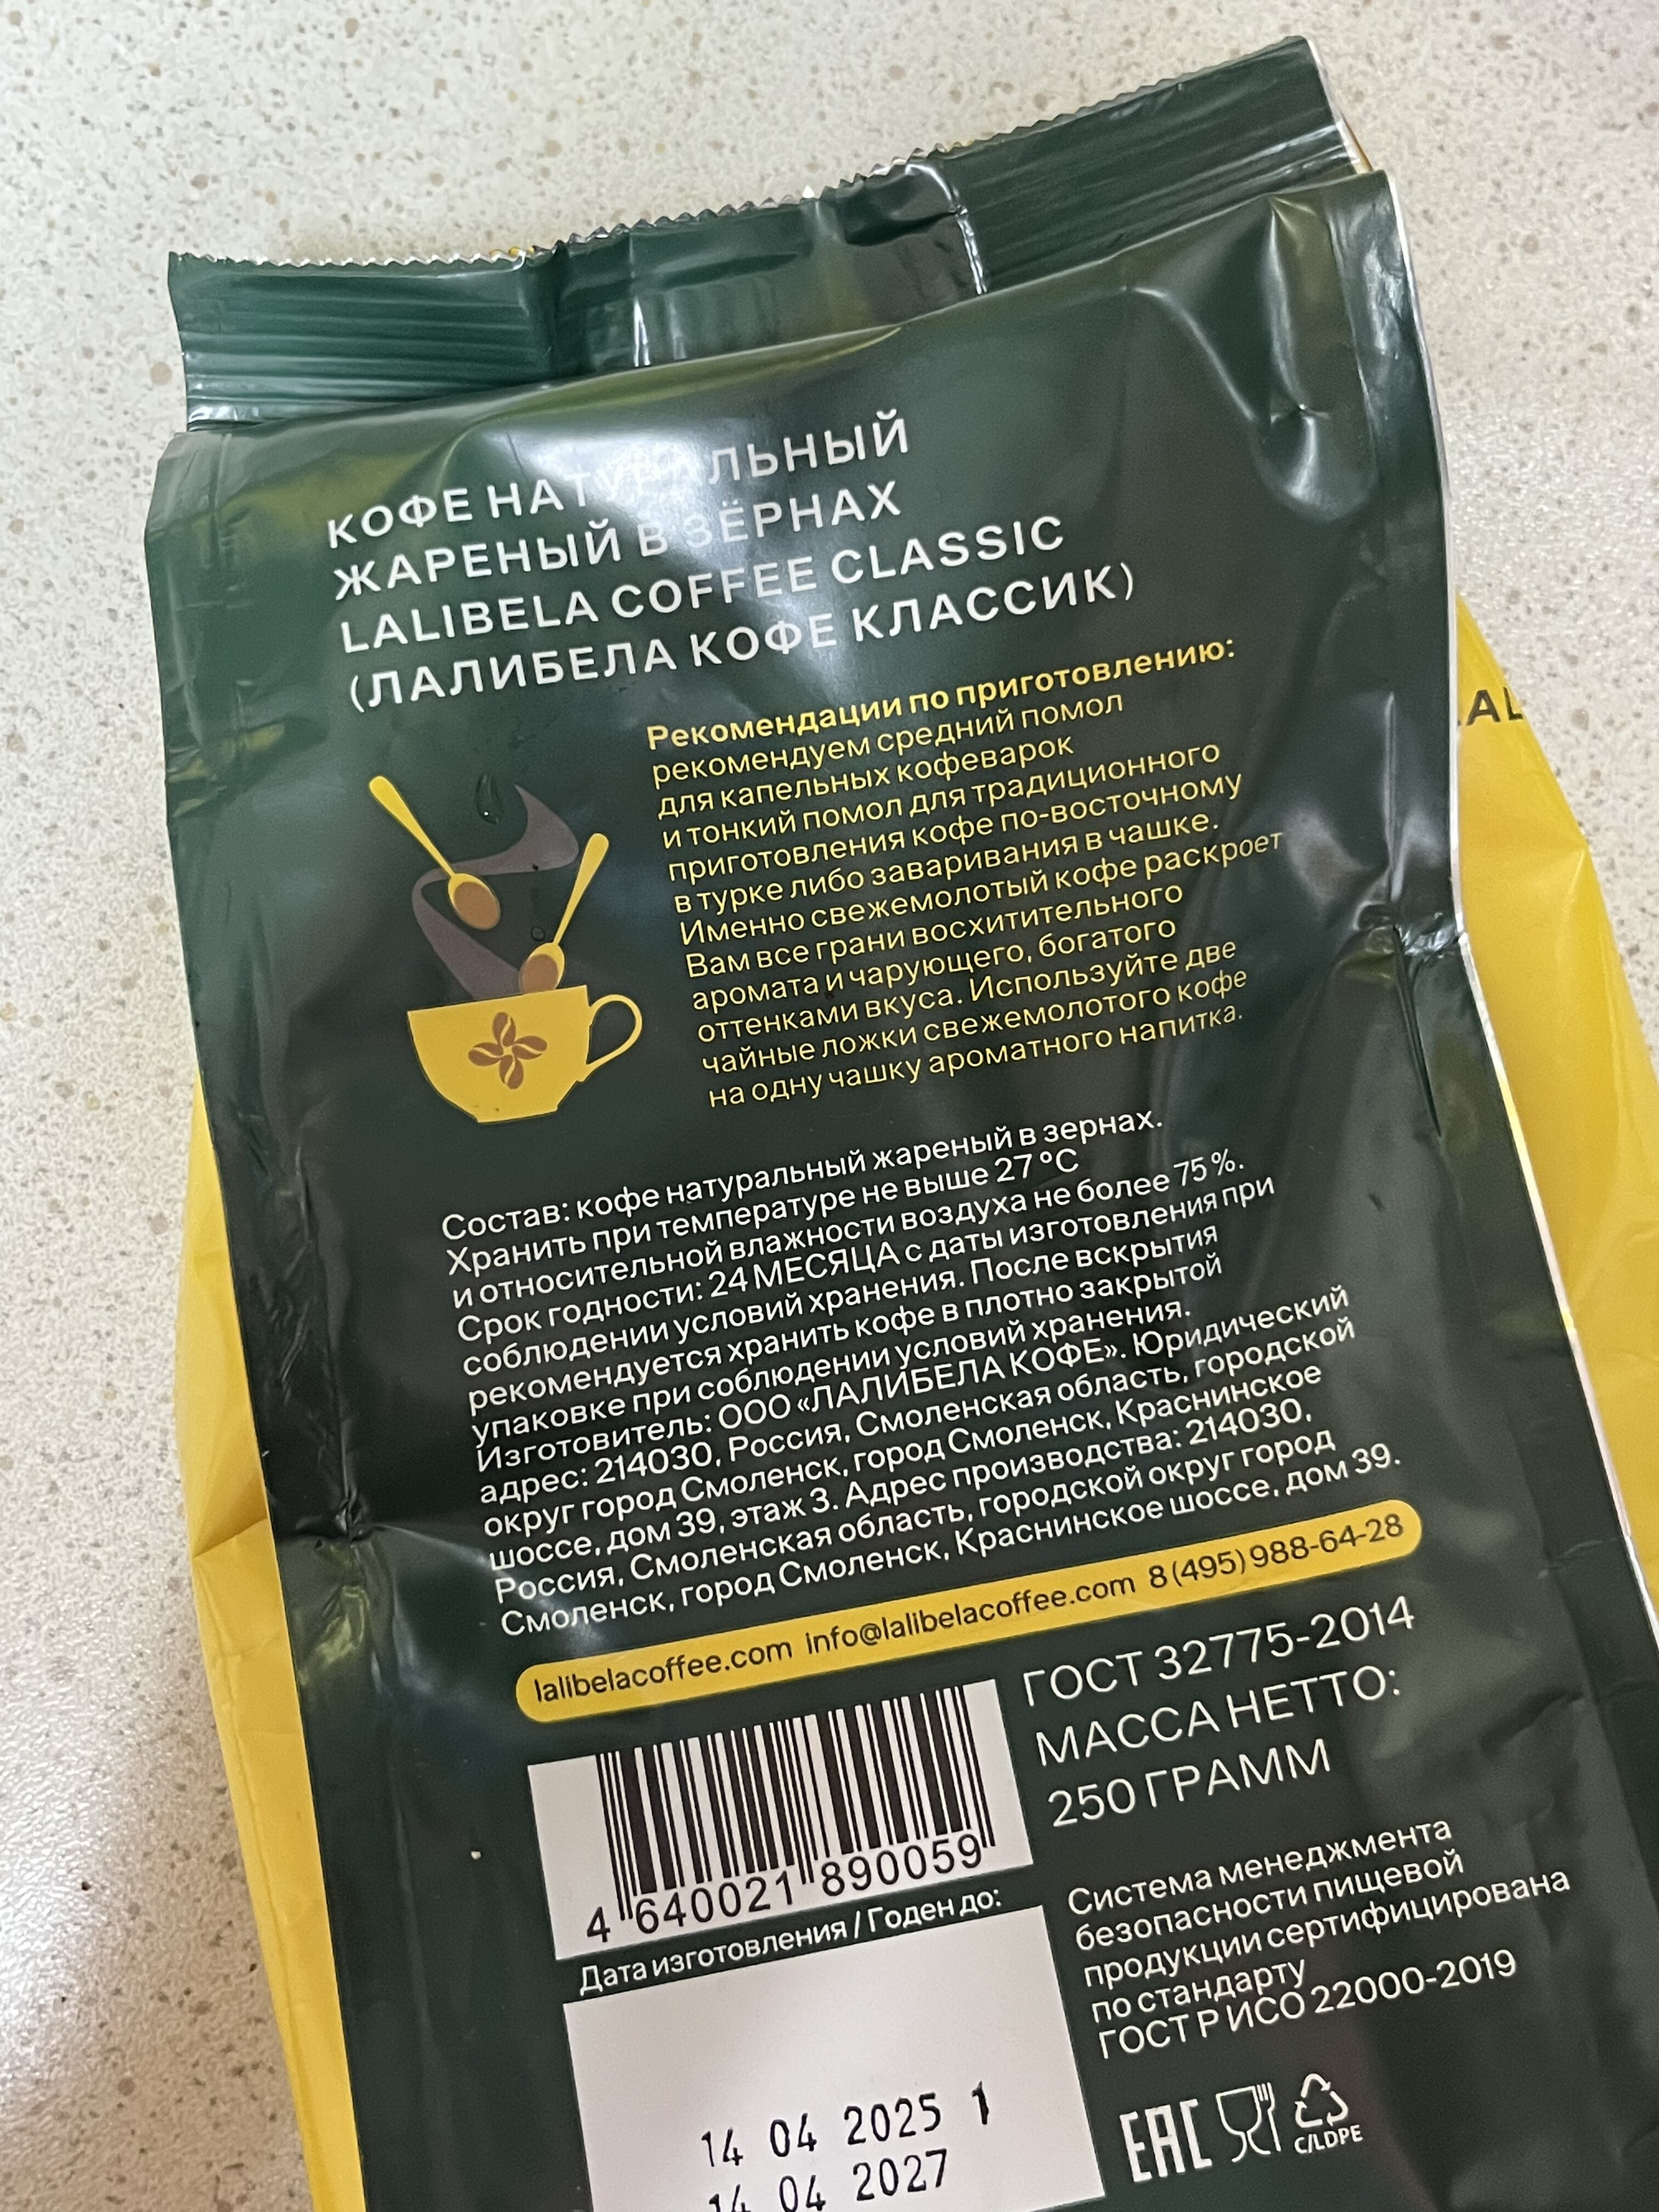 КОФЕ НАТУРАЛЬНЫЙ
ЖАРЕНЫЙ В ЗЁРНАХ
LALIBELA COFFEE CLASSIC
(ЛАЛИБЕЛА КОФЕ КЛАССИК)
Рекомендации по приготовлению:
рекомендуем средний помол
для капельных кофеварок
и тонкий помол для традиционного
приготовления кофе по-восточному
в турке либо заваривания в чашке.
Именно свежемолотый кофе раскроет
Вам все грани восхитительного
аромата и чарующего, богатого
оттенками вкуса. Используйте две
чайные ложки свежемолотого кофе
на одну чашку ароматного напитка.
Состав: кофе натуральный жареный в зернах.
Хранить при температуре не выше 27 °C
и относительной влажности воздуха не более 75 %.
Срок годности: 24 МЕСЯЦА с даты изготовления при
соблюдении условий хранения. После вскрытия
рекомендуется хранить кофе в плотно закрытой
упаковке при соблюдении условий хранения.
Изготовитель: ООО «ЛАЛИБЕЛА КОФЕ». Юридический
адрес: 214030, Россия, Смоленская область, городской
округ город Смоленск, город Смоленск, Краснинское
шоссе, дом 39, этаж 3. Адрес производства: 214030,
Россия, Смоленская область, городской округ город
Смоленск, город Смоленск, Краснинское шоссе, дом 39.
lalibelacoffee.com info@lalibelacoffee.com 8 (495) 988-64-28
ГОСТ 32775-2014
МАССА НЕТТО:
250 ГРАММ
4 640021 890059
Дата изготовления / Годен до:
14 04 2025 1
14 04 2027
Система менеджмента
безопасности пищевой
продукции сертифицирована
по стандарту
ГОСТ Р ИСО 22000-2019
EAC
C/LDPE